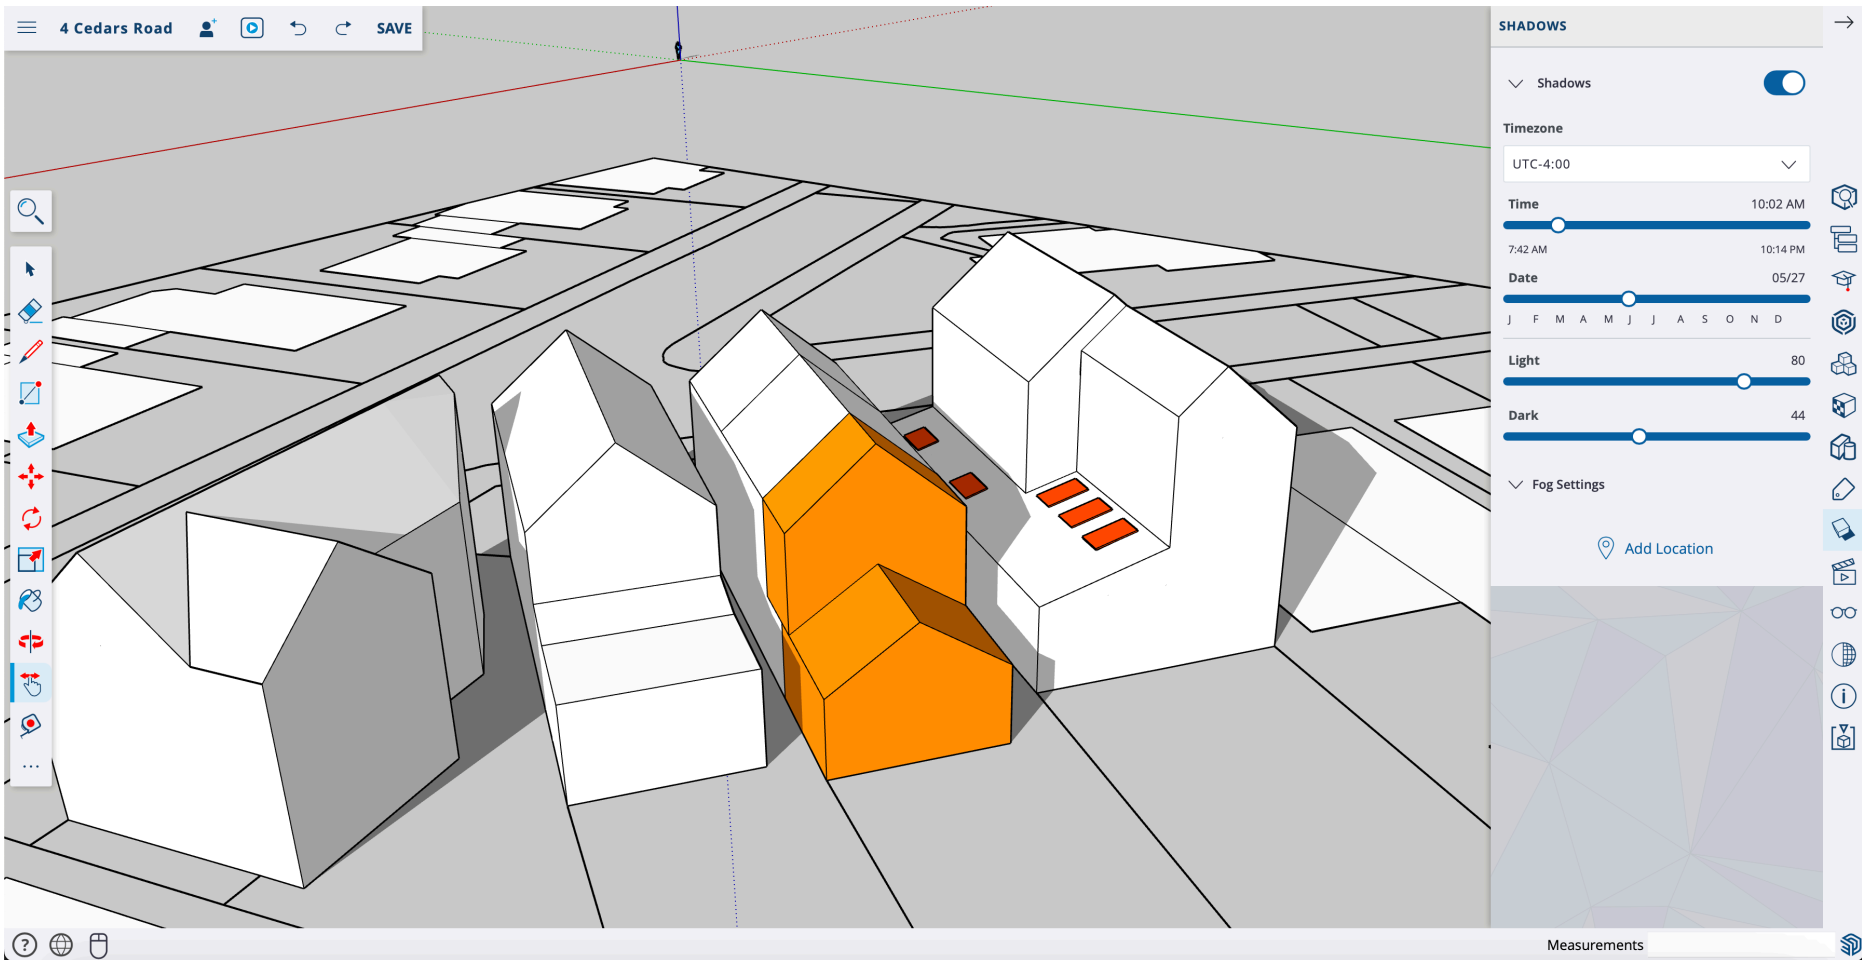 4 Cedars Road
SAVE
SHADOWS
Shadows
Timezone
UTC-4:00
Time 10:02 AM
7:42 AM 10:14 PM
Date 05/27
J F M A M J J A S O N D
Light 80
Dark 44
Fog Settings
Add Location
Measurements